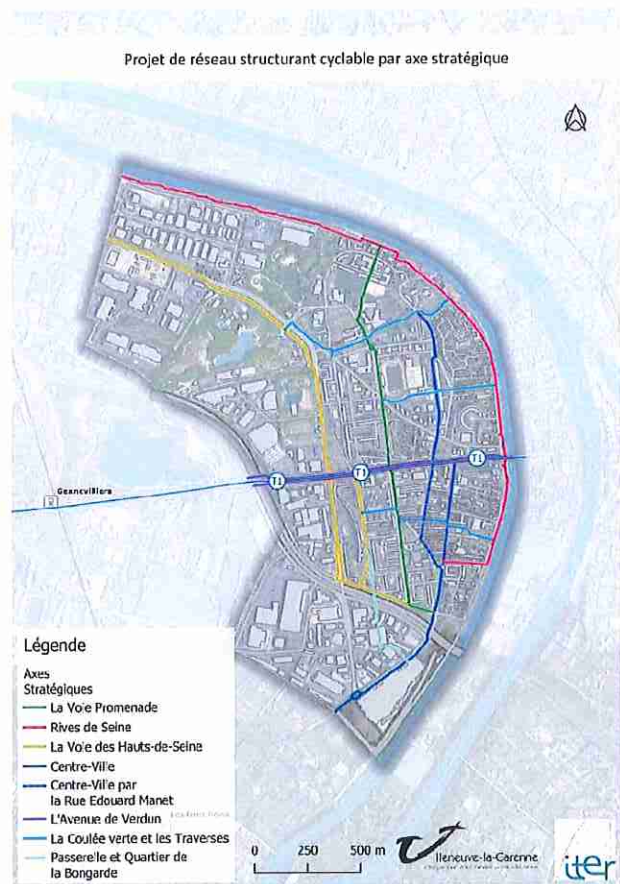 Projet de réseau structurant cyclable par axe stratégique
T1
T1
T1
Légende
Axes
Stratégiques
La Voie Promenade
Rives de Seine
La Voie des Hauts-de-Seine
Centre-Ville
Centre-Ville par
la Rue Edouard Manet
L'Avenue de Verdun
La Coulée verte et les Traverses
Passerelle et Quartier de
la Bongarde
0 250 500 m
lleneuve-la-Garenne
iter